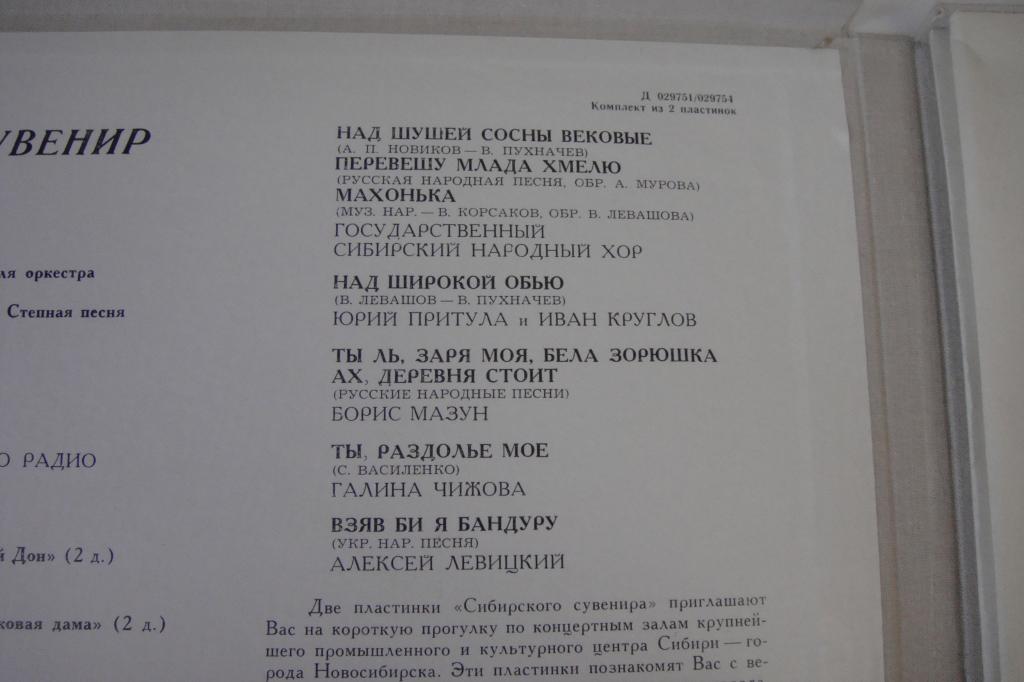 УВЕНИР
ля оркестра
Степная песня
О РАДИО
й Дон» (2 д.)
ковая дама» (2 д.)
Д 029751/029754
Комплект из 2 пластинок
НАД ШУШЕЙ СОСНЫ ВЕКОВЫЕ
(А. П. НОВИКОВ — В. ПУХНАЧЕВ)
ПЕРЕВЕШУ МЛАДА ХМЕЛЮ
(РУССКАЯ НАРОДНАЯ ПЕСНЯ, ОБР. А. МУРОВА)
МАХОНЬКА
(МУЗ. НАР. — В. КОРСАКОВ, ОБР. В. ЛЕВАШОВА)
ГОСУДАРСТВЕННЫЙ
СИБИРСКИЙ НАРОДНЫЙ ХОР
НАД ШИРОКОЙ ОБЬЮ
(В. ЛЕВАШОВ — В. ПУХНАЧЕВ)
ЮРИЙ ПРИТУЛА и ИВАН КРУГЛОВ
ТЫ ЛЬ, ЗАРЯ МОЯ, БЕЛА ЗОРЮШКА
АХ, ДЕРЕВНЯ СТОИТ
(РУССКИЕ НАРОДНЫЕ ПЕСНИ)
БОРИС МАЗУН
ТЫ, РАЗДОЛЬЕ МОЕ
(С. ВАСИЛЕНКО)
ГАЛИНА ЧИЖОВА
ВЗЯВ БИ Я БАНДУРУ
(УКР. НАР. ПЕСНЯ)
АЛЕКСЕЙ ЛЕВИЦКИЙ
Две пластинки «Сибирского сувенира» приглашают
Вас на короткую прогулку по концертным залам крупней-
шего промышленного и культурного центра Сибири — го-
рода Новосибирска. Эти пластинки познакомят Вас с ве-